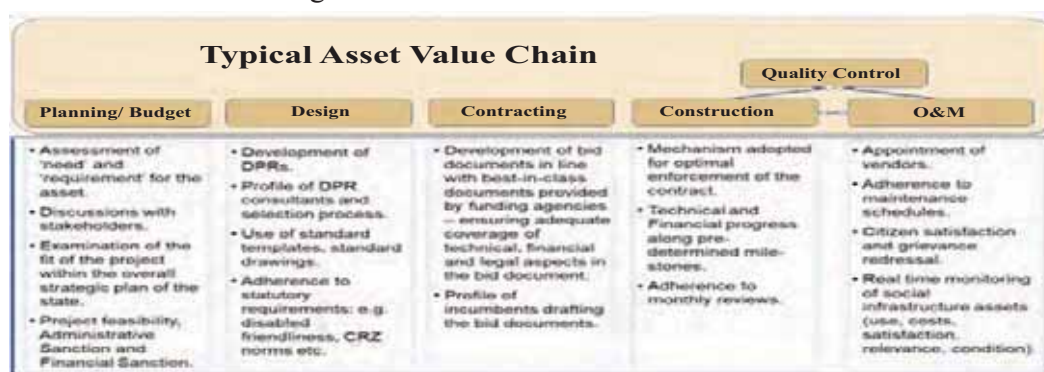 Typical Asset Value Chain
Quality Control
Planning/ Budget
Design
Contracting
Construction
O&M
• Assessment of
'need' and
'requirement' for the
asset.
• Discussions with
stakeholders.
• Examination of the
fit of the project
within the overall
strategic plan of the
state.
• Project feasibility,
Administrative
Sanction and
Financial Sanction.
• Development of
DPRs.
• Profile of DPR
consultants and
selection process.
• Use of standard
templates, standard
drawings.
• Adherence to
statutory
requirements: e.g.
disabled
friendliness, CRZ
norms etc.
• Development of bid
documents in line
with best-in-class
documents provided
by funding agencies
– ensuring adequate
coverage of
technical, financial
and legal aspects in
the bid document.
• Profile of
incumbents drafting
the bid documents.
• Mechanism adopted
for optimal
enforcement of the
contract.
• Technical and
Financial progress
along pre-
determined mile-
stones.
• Adherence to
monthly reviews.
• Appointment of
vendors.
• Adherence to
maintenance
schedules.
• Citizen satisfaction
and grievance
redressal.
• Real time monitoring
of social
infrastructure assets
(use, costs,
satisfaction,
relevance, condition)